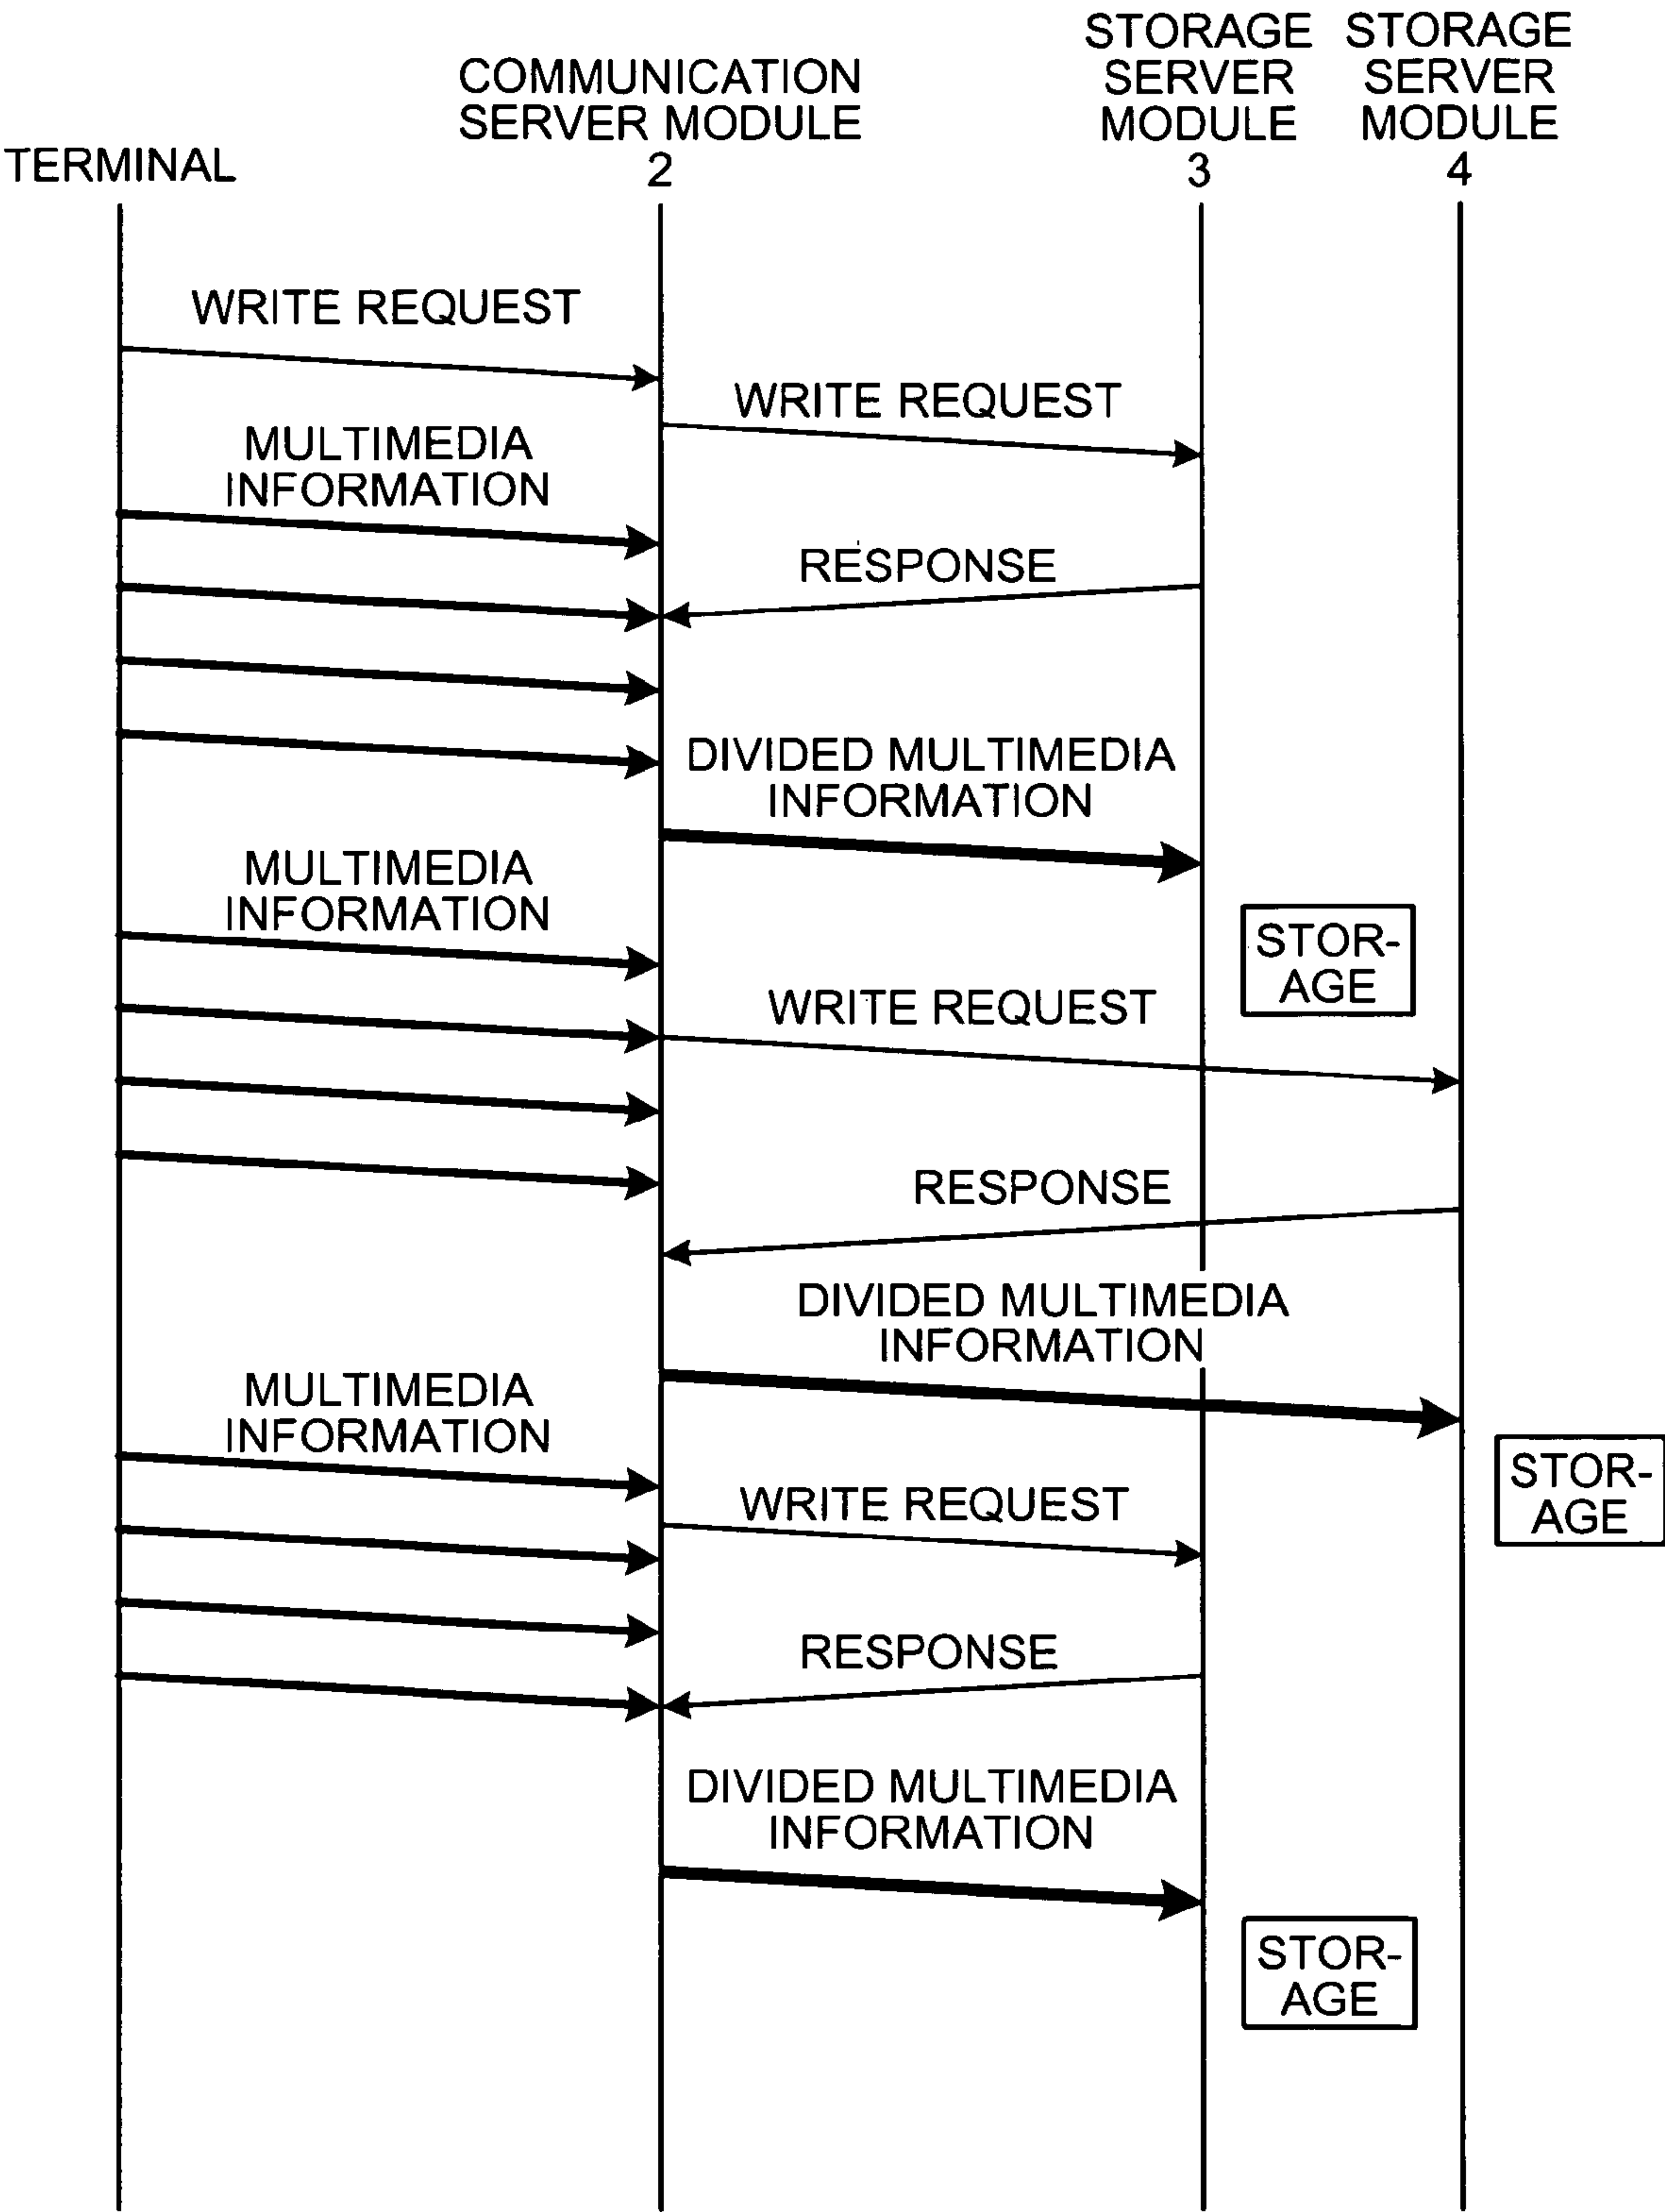 TERMINAL
COMMUNICATION
SERVER MODULE
2
STORAGE
SERVER
MODULE
3
STORAGE
SERVER
MODULE
4
WRITE REQUEST
WRITE REQUEST
MULTIMEDIA
INFORMATION
RESPONSE
DIVIDED MULTIMEDIA
INFORMATION
MULTIMEDIA
INFORMATION
STOR-
AGE
WRITE REQUEST
RESPONSE
DIVIDED MULTIMEDIA
INFORMATION
MULTIMEDIA
INFORMATION
STOR-
AGE
WRITE REQUEST
RESPONSE
DIVIDED MULTIMEDIA
INFORMATION
STOR-
AGE